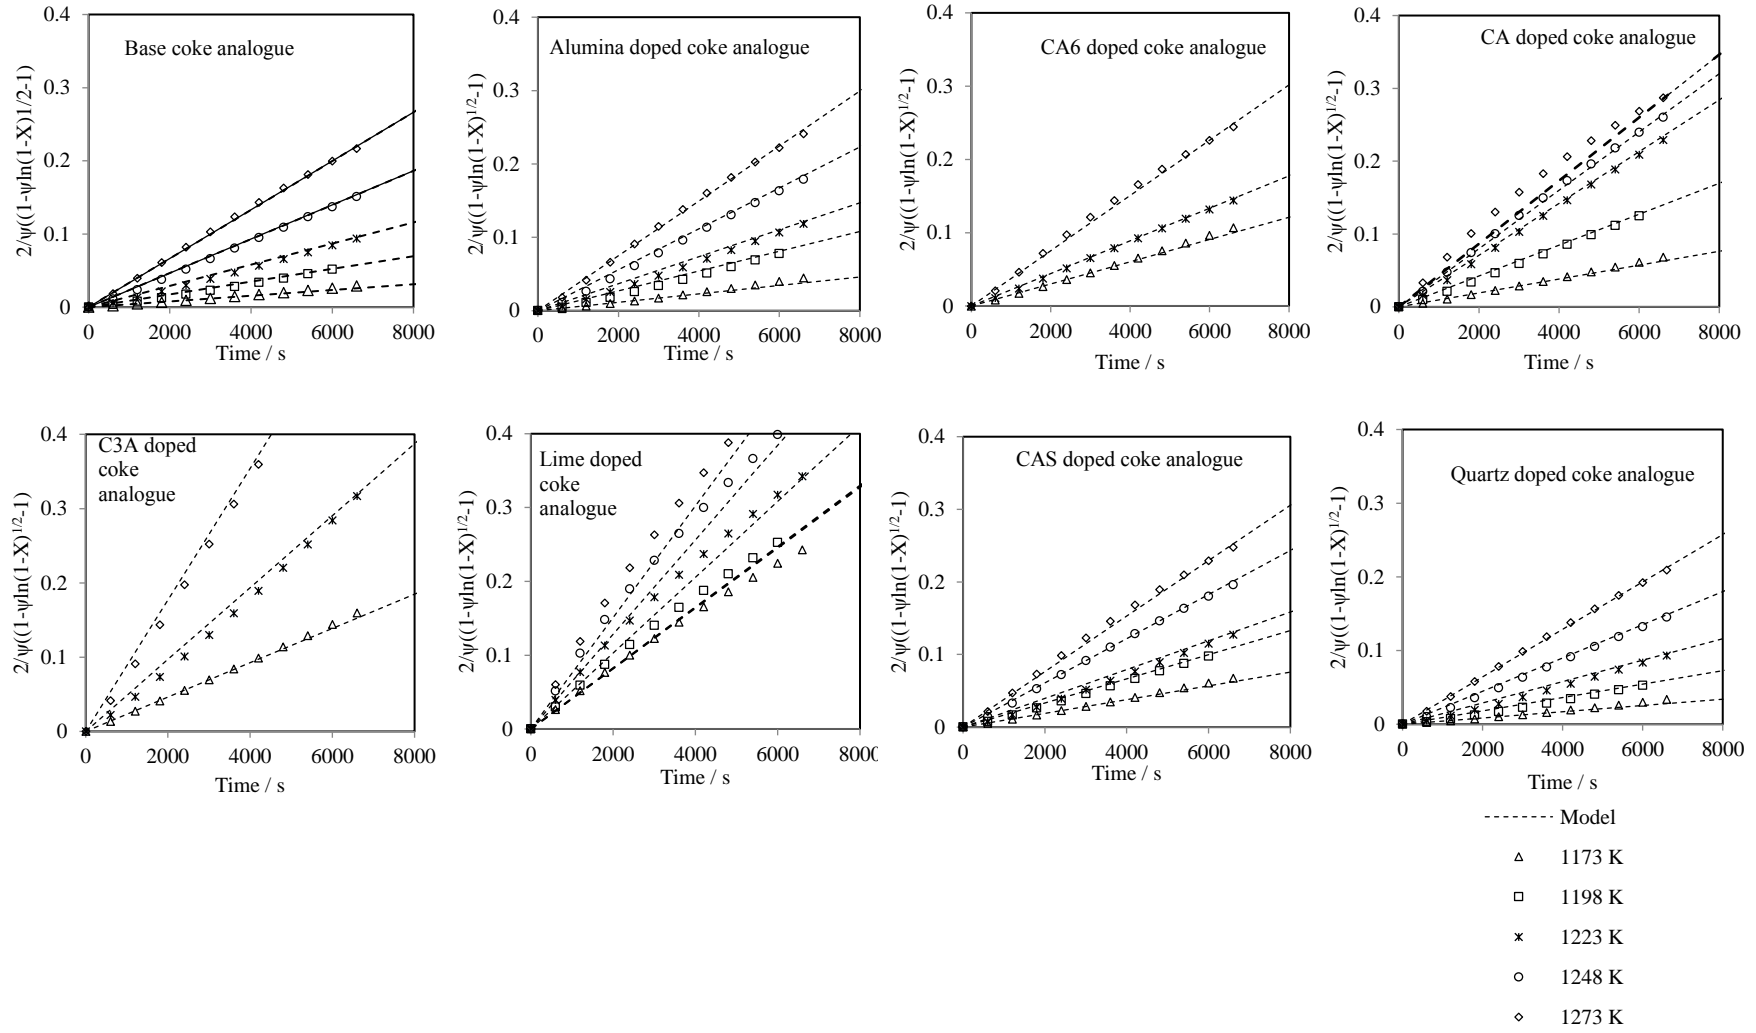 Base coke analogue
2/ψ((1-ψln(1-X)1/2-1)
0.4
0.3
0.2
0.1
0
0 2000 4000 6000 8000
Time / s
Alumina doped coke analogue
2/ψ((1-ψln(1-X)^1/2-1)
0.4
0.3
0.2
0.1
0
0 2000 4000 6000 8000
Time / s
CA6 doped coke analogue
2/ψ((1-ψln(1-X)^1/2-1)
0.4
0.3
0.2
0.1
0
0 2000 4000 6000 8000
Time / s
CA doped coke analogue
2/ψ((1-ψln(1-X)^1/2-1)
0.4
0.3
0.2
0.1
0
0 2000 4000 6000 8000
Time / s
C3A doped
coke
analogue
2/ψ((1-ψln(1-X)^1/2-1)
0.4
0.3
0.2
0.1
0
0 2000 4000 6000 8000
Time / s
Lime doped
coke
analogue
2/ψ((1-ψln(1-X)^1/2-1)
0.4
0.3
0.2
0.1
0
0 2000 4000 6000 800
Time / s
CAS doped coke analogue
2/ψ((1-ψln(1-X)^1/2-1)
0.4
0.3
0.2
0.1
0
0 2000 4000 6000 8000
Time / s
Quartz doped coke analogue
2/ψ((1-ψln(1-X)^1/2-1)
0.4
0.3
0.2
0.1
0
0 2000 4000 6000 8000
Time / s
Model
1173 K
1198 K
1223 K
1248 K
1273 K